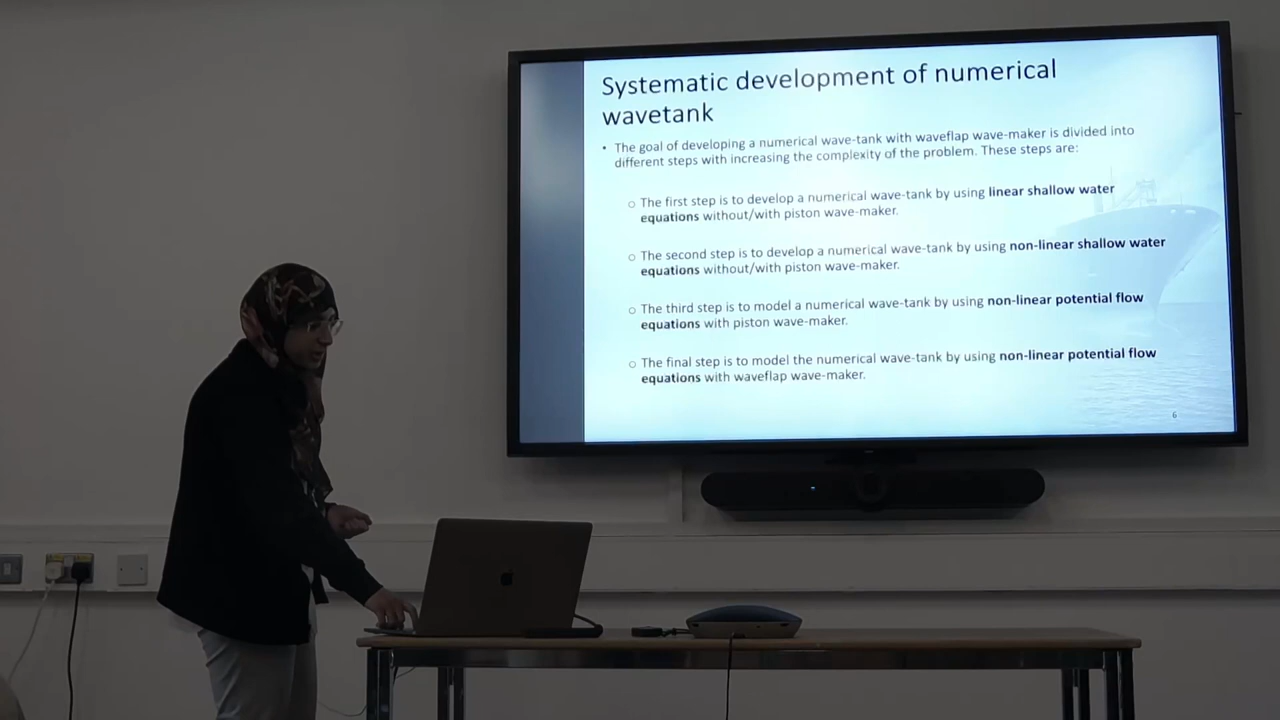 Systematic development of numerical
wavetank
• The goal of developing a numerical wave-tank with waveflap wave-maker is divided into
different steps with increasing the complexity of the problem. These steps are:
o The first step is to develop a numerical wave-tank by using linear shallow water
equations without/with piston wave-maker.
o The second step is to develop a numerical wave-tank by using non-linear shallow water
equations without/with piston wave-maker.
o The third step is to model a numerical wave-tank by using non-linear potential flow
equations with piston wave-maker.
o The final step is to model the numerical wave-tank by using non-linear potential flow
equations with waveflap wave-maker.
6